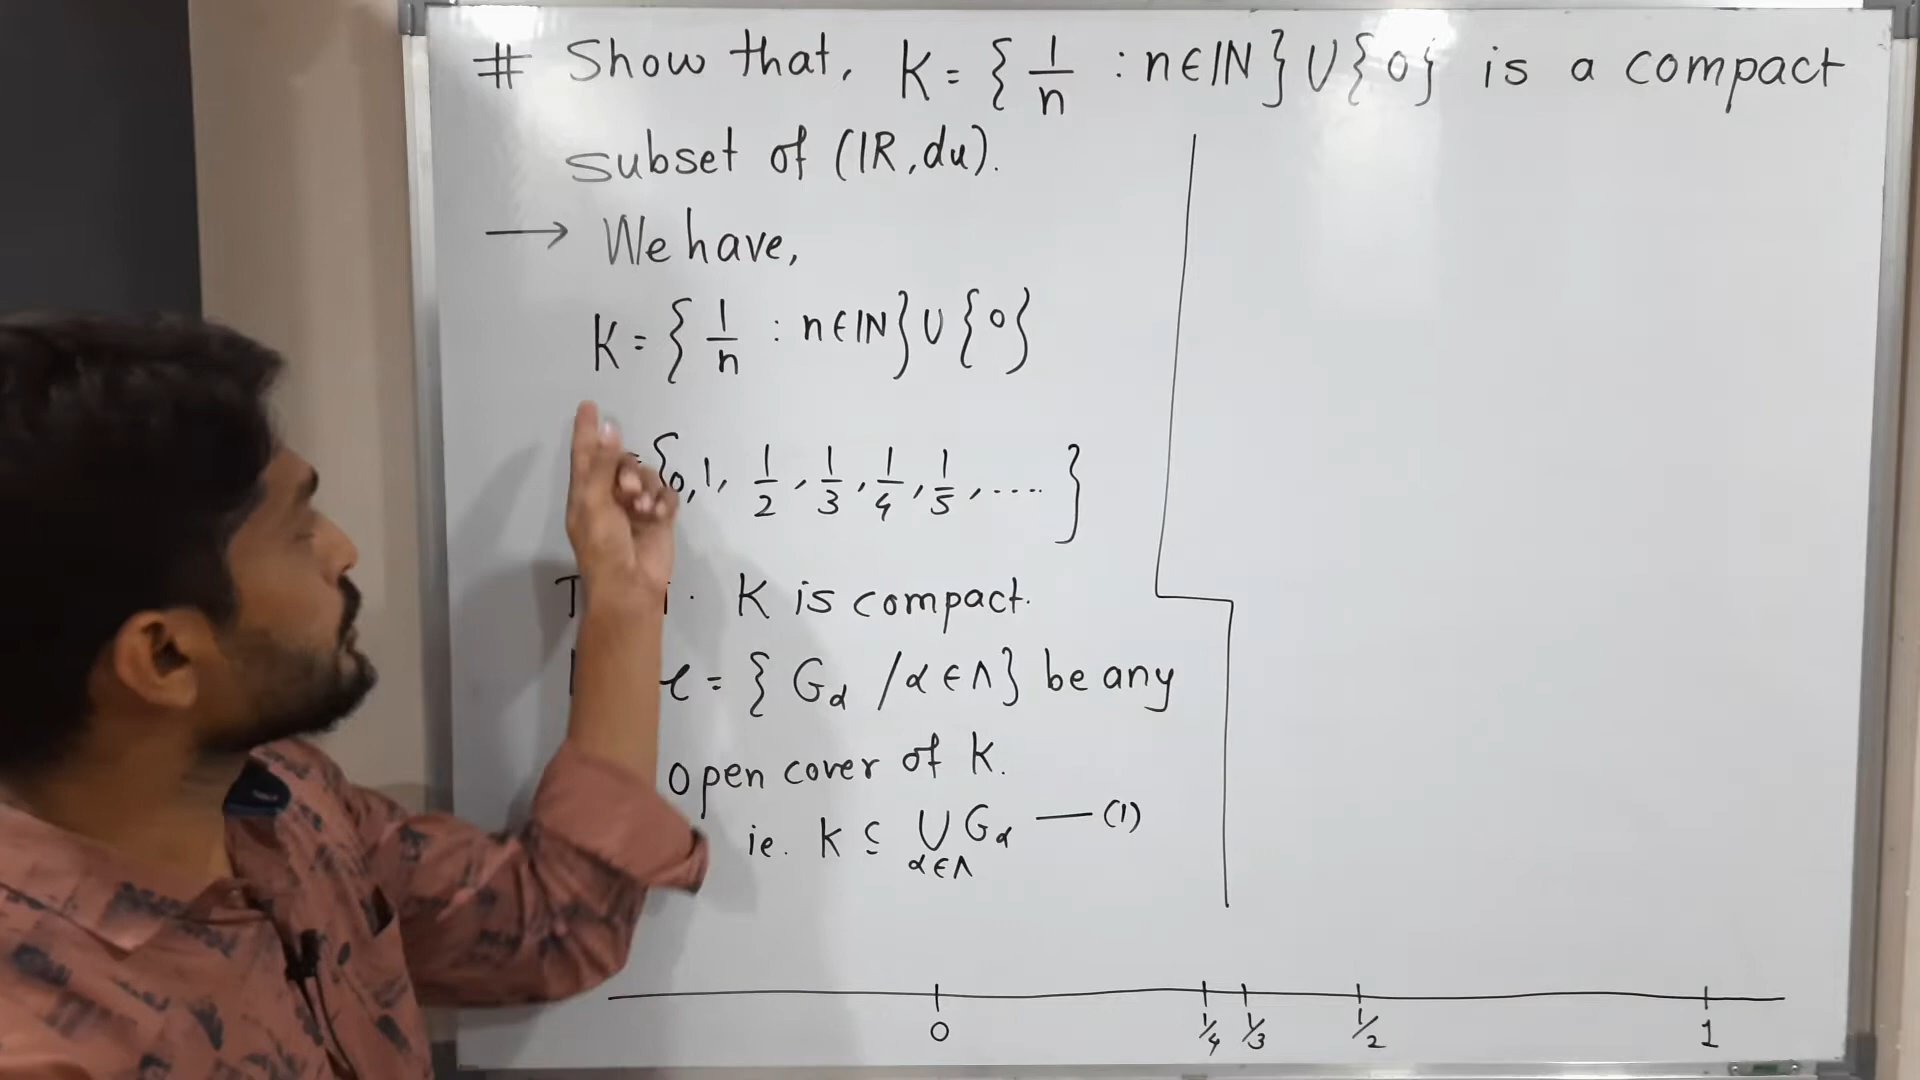 # Show that, K = { 1/n : n ∈ IN } ∪ { 0 } is a compact
subset of (IR, du).
→ We have,
K = { 1/n : n ∈ IN } ∪ { 0 }
= { 0, 1, 1/2, 1/3, 1/4, 1/5, .... }
K is compact.
= { Gα / α ∈ Λ } be any
open cover of K.
ie. K ⊆ ∪ Gα — (1)
α ∈ Λ
0 1/4 1/3 1/2 1